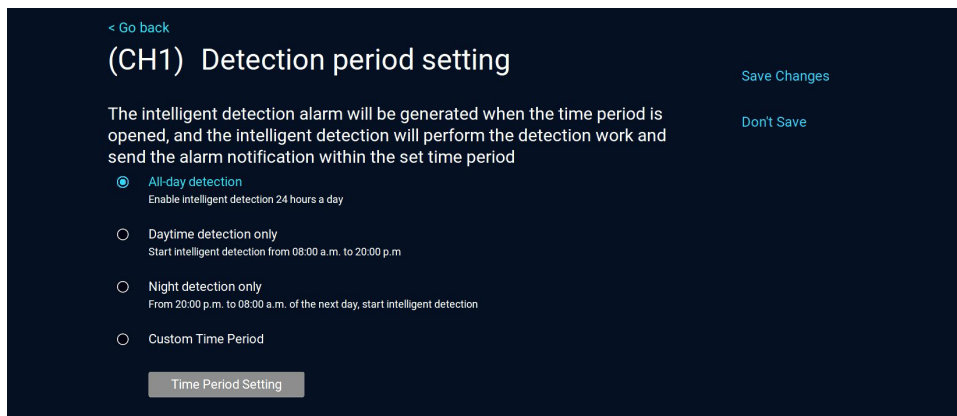 < Go back
(CH1) Detection period setting
Save Changes
The intelligent detection alarm will be generated when the time period is
opened, and the intelligent detection will perform the detection work and
send the alarm notification within the set time period
Don't Save
All-day detection
Enable intelligent detection 24 hours a day
Daytime detection only
Start intelligent detection from 08:00 a.m. to 20:00 p.m
Night detection only
From 20:00 p.m. to 08:00 a.m. of the next day, start intelligent detection
Custom Time Period
Time Period Setting